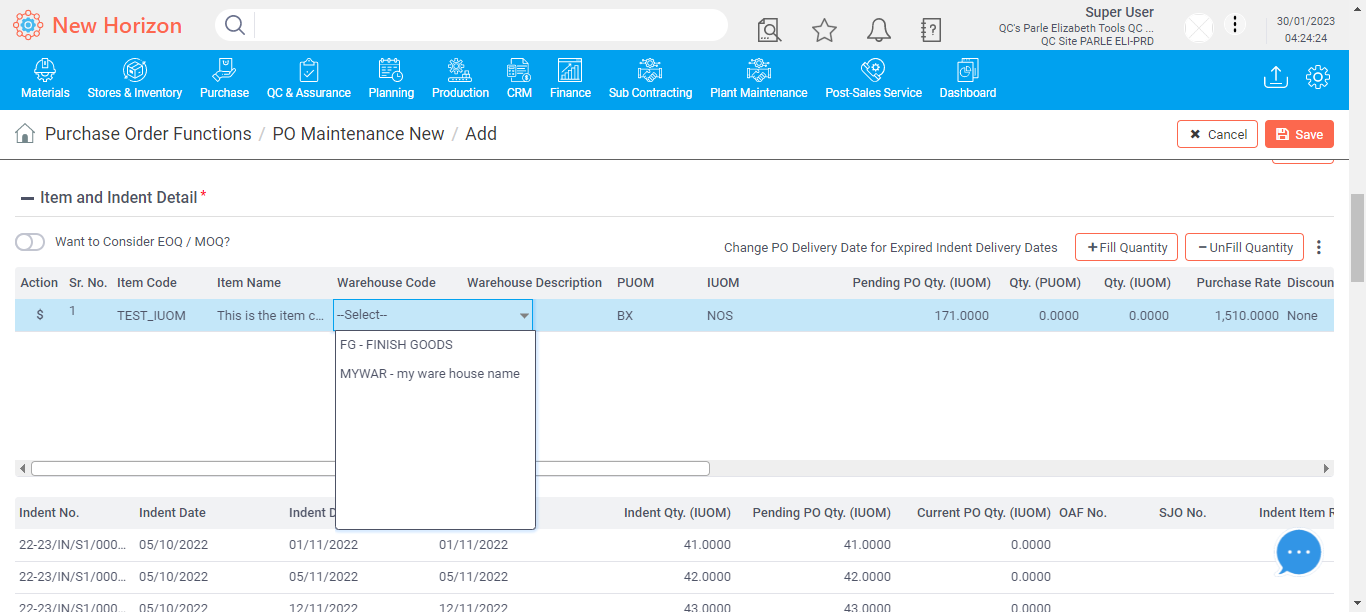 New Horizon
Super User
QC's Parle Elizabeth Tools QC ...
QC Site PARLE ELI-PRD
30/01/2023
04:24:24
Materials Stores & Inventory Purchase QC & Assurance Planning Production CRM Finance Sub Contracting Plant Maintenance Post-Sales Service Dashboard
Purchase Order Functions / PO Maintenance New / Add
Cancel Save
Item and Indent Detail *
Want to Consider EOQ / MOQ?
Change PO Delivery Date for Expired Indent Delivery Dates
Fill Quantity UnFill Quantity
Action Sr. No. Item Code Item Name Warehouse Code Warehouse Description PUOM IUOM Pending PO Qty. (IUOM) Qty. (PUOM) Qty. (IUOM) Purchase Rate Discoun
$ 1 TEST_IUOM This is the item c... --Select-- BX NOS 171.0000 0.0000 0.0000 1,510.0000 None
FG - FINISH GOODS
MYWAR - my ware house name
Indent No. Indent Date Indent D Indent Qty. (IUOM) Pending PO Qty. (IUOM) Current PO Qty. (IUOM) OAF No. SJO No. Indent Item R
22-23/IN/S1/000... 05/10/2022 01/11/2022 01/11/2022 41.0000 41.0000 0.0000
22-23/IN/S1/000... 05/10/2022 05/11/2022 05/11/2022 42.0000 42.0000 0.0000
22-23/IN/S1/000... 05/10/2022 12/11/2022 12/11/2022 43.0000 43.0000 0.0000